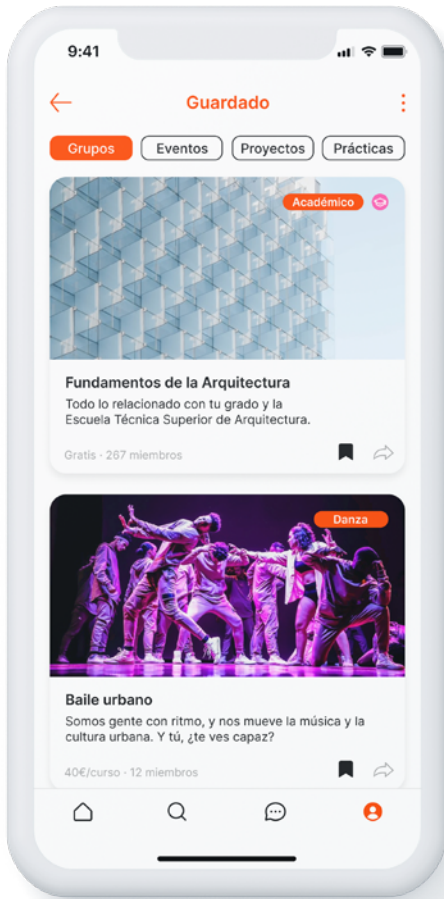 9:41
Guardado
Grupos Eventos Proyectos Prácticas
Académico
Fundamentos de la Arquitectura
Todo lo relacionado con tu grado y la
Escuela Técnica Superior de Arquitectura.
Gratis · 267 miembros
Danza
Baile urbano
Somos gente con ritmo, y nos mueve la música y la
cultura urbana. Y tú, ¿te ves capaz?
40€/curso · 12 miembros